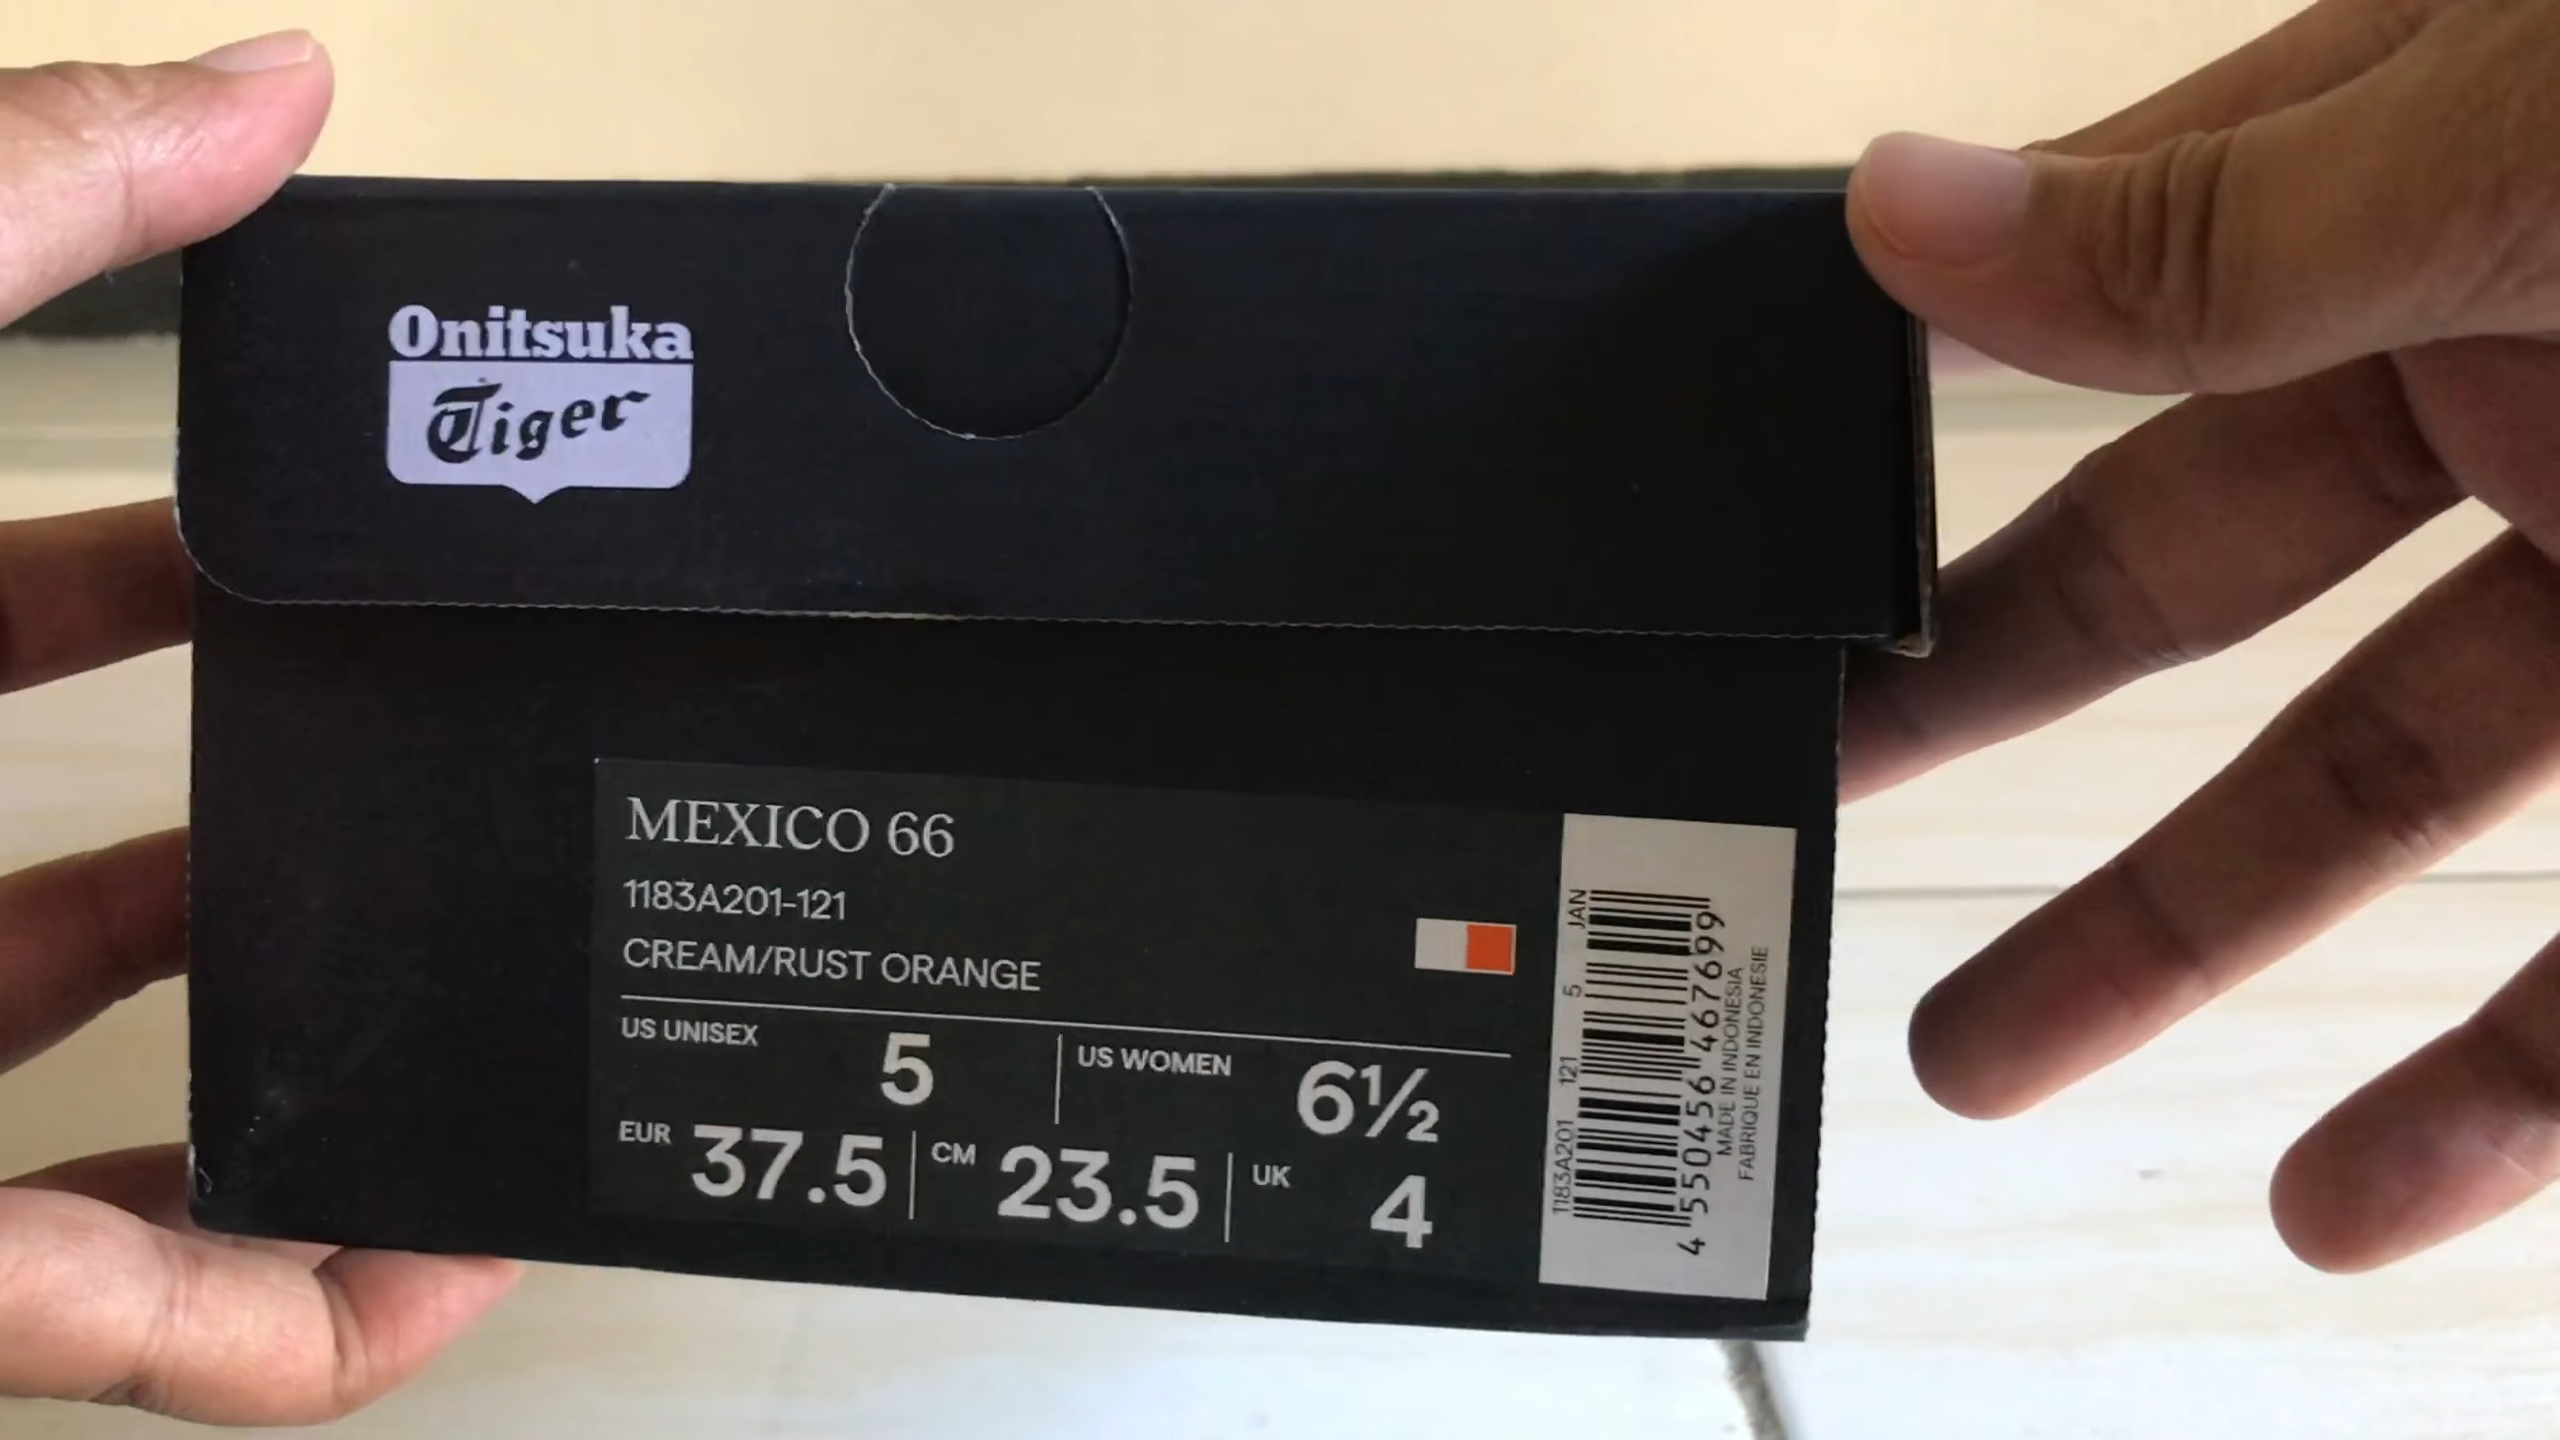 Onitsuka
Tiger
MEXICO 66
1183A201-121
CREAM/RUST ORANGE
US UNISEX 5 US WOMEN 6½
EUR 37.5 CM 23.5 UK 4
1183A201 121 5 JAN
4 550456 467699
MADE IN INDONESIA
FABRIQUE EN INDONESIE